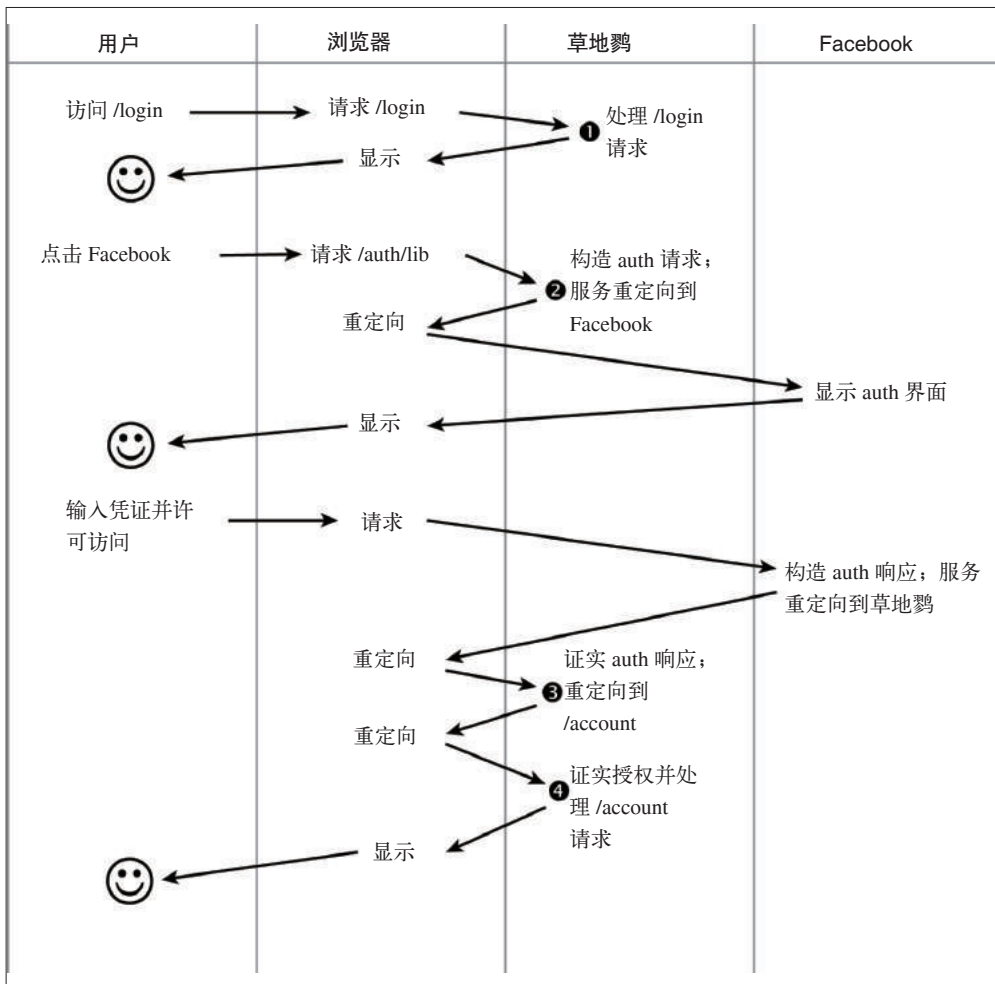 用户
浏览器
草地鹨
Facebook
访问 /login
请求 /login
❶
处理 /login
请求
显示
点击 Facebook
请求 /auth/lib
❷
构造 auth 请求；
服务重定向到
Facebook
重定向
显示 auth 界面
显示
输入凭证并许
可访问
请求
构造 auth 响应；服务
重定向到草地鹨
重定向
❸
证实 auth 响应；
重定向到
/account
重定向
❹
证实授权并处
理 /account
请求
显示